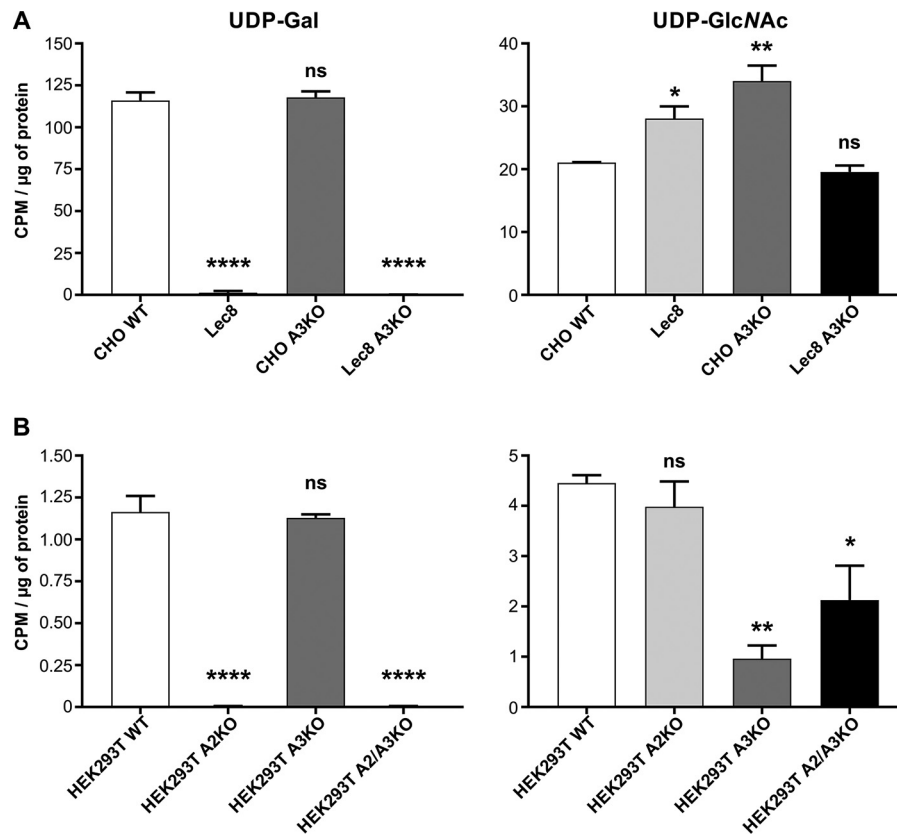 A
UDP-Gal
CPM / µg of protein
150
125
100
75
50
25
0
****
ns
****
CHO WT
Lec8
CHO A3KO
Lec8 A3KO
UDP-GlcNAc
40
30
20
10
0
*
**
ns
CHO WT
Lec8
CHO A3KO
Lec8 A3KO
B
CPM / µg of protein
1.50
1.25
1.00
0.75
0.50
0.25
0
****
ns
****
HEK293T WT
HEK293T A2KO
HEK293T A3KO
HEK293T A2/A3KO
5
4
3
2
1
0
ns
**
*
HEK293T WT
HEK293T A2KO
HEK293T A3KO
HEK293T A2/A3KO